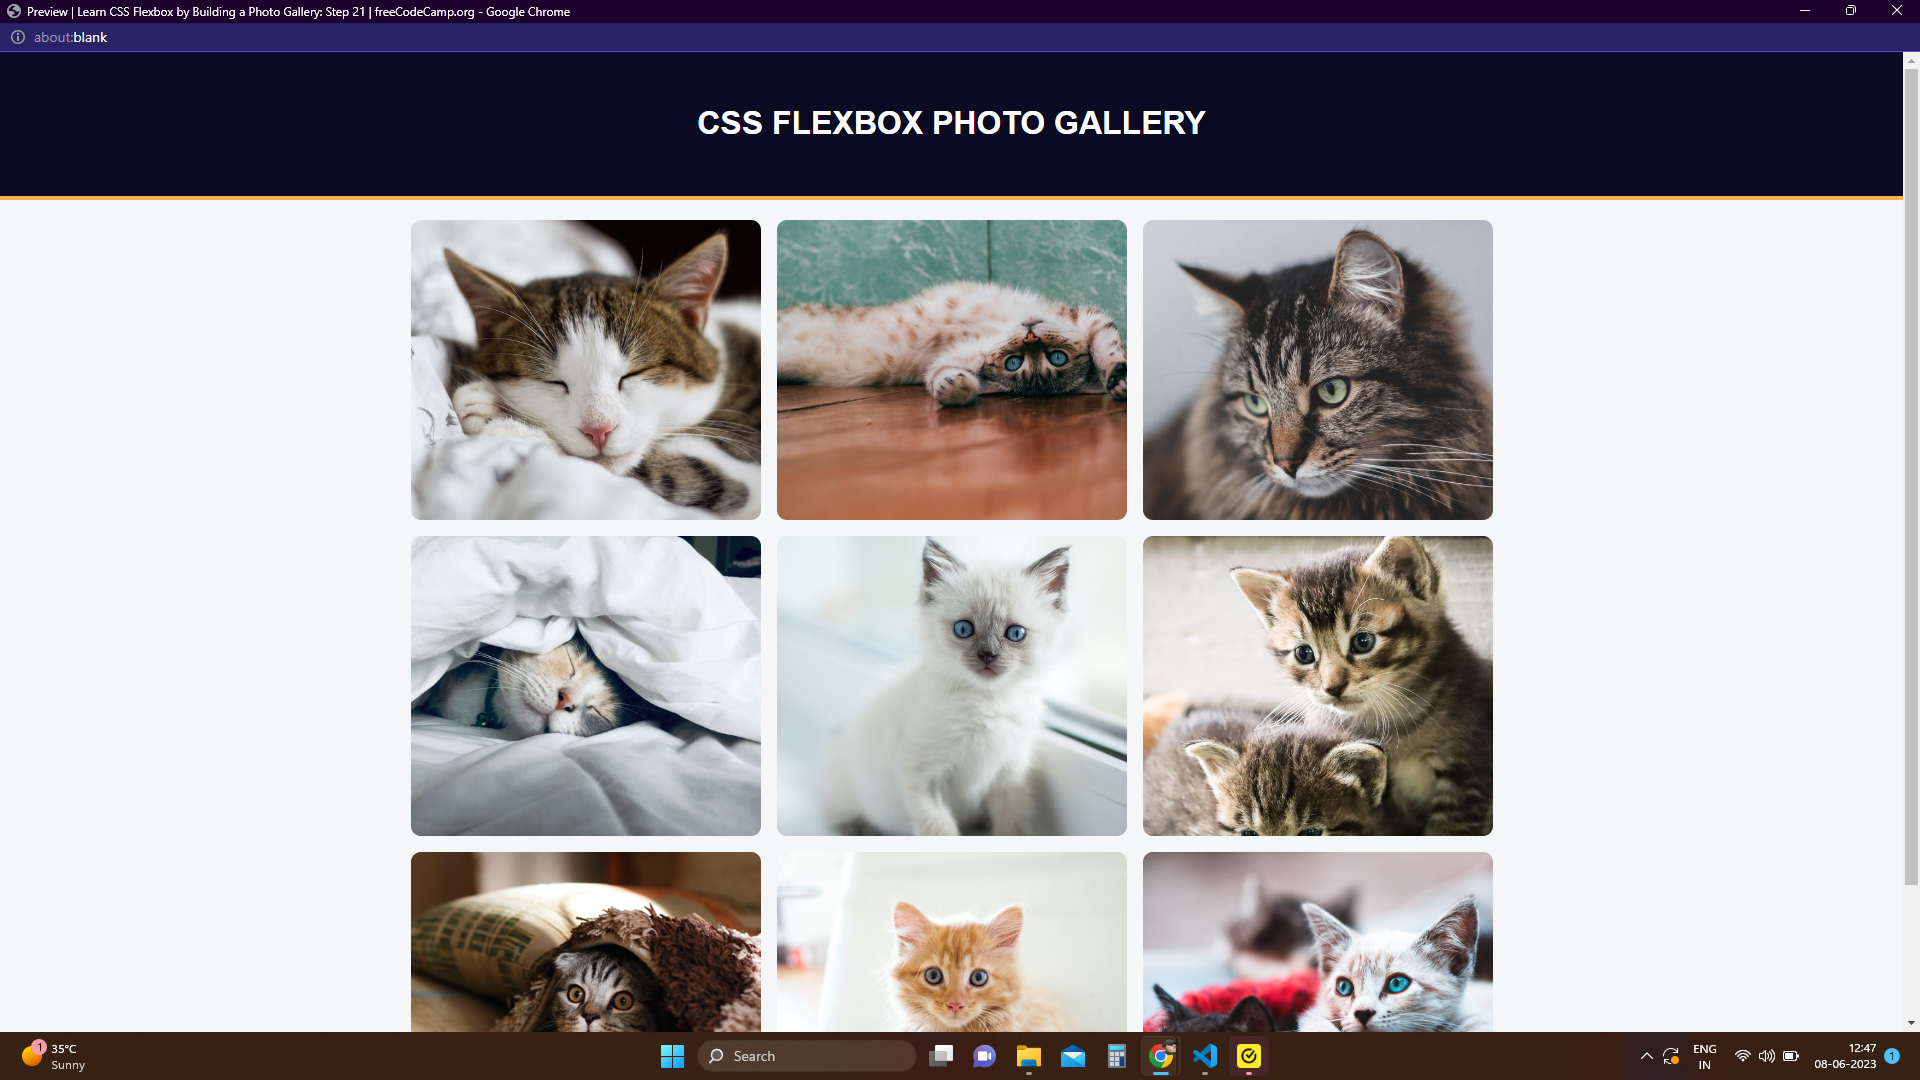 Preview | Learn CSS Flexbox by Building a Photo Gallery: Step 21 | freeCodeCamp.org - Google Chrome
about:blank
CSS FLEXBOX PHOTO GALLERY
1
35°C
Sunny
Search
ENG
IN
12:47
08-06-2023
1